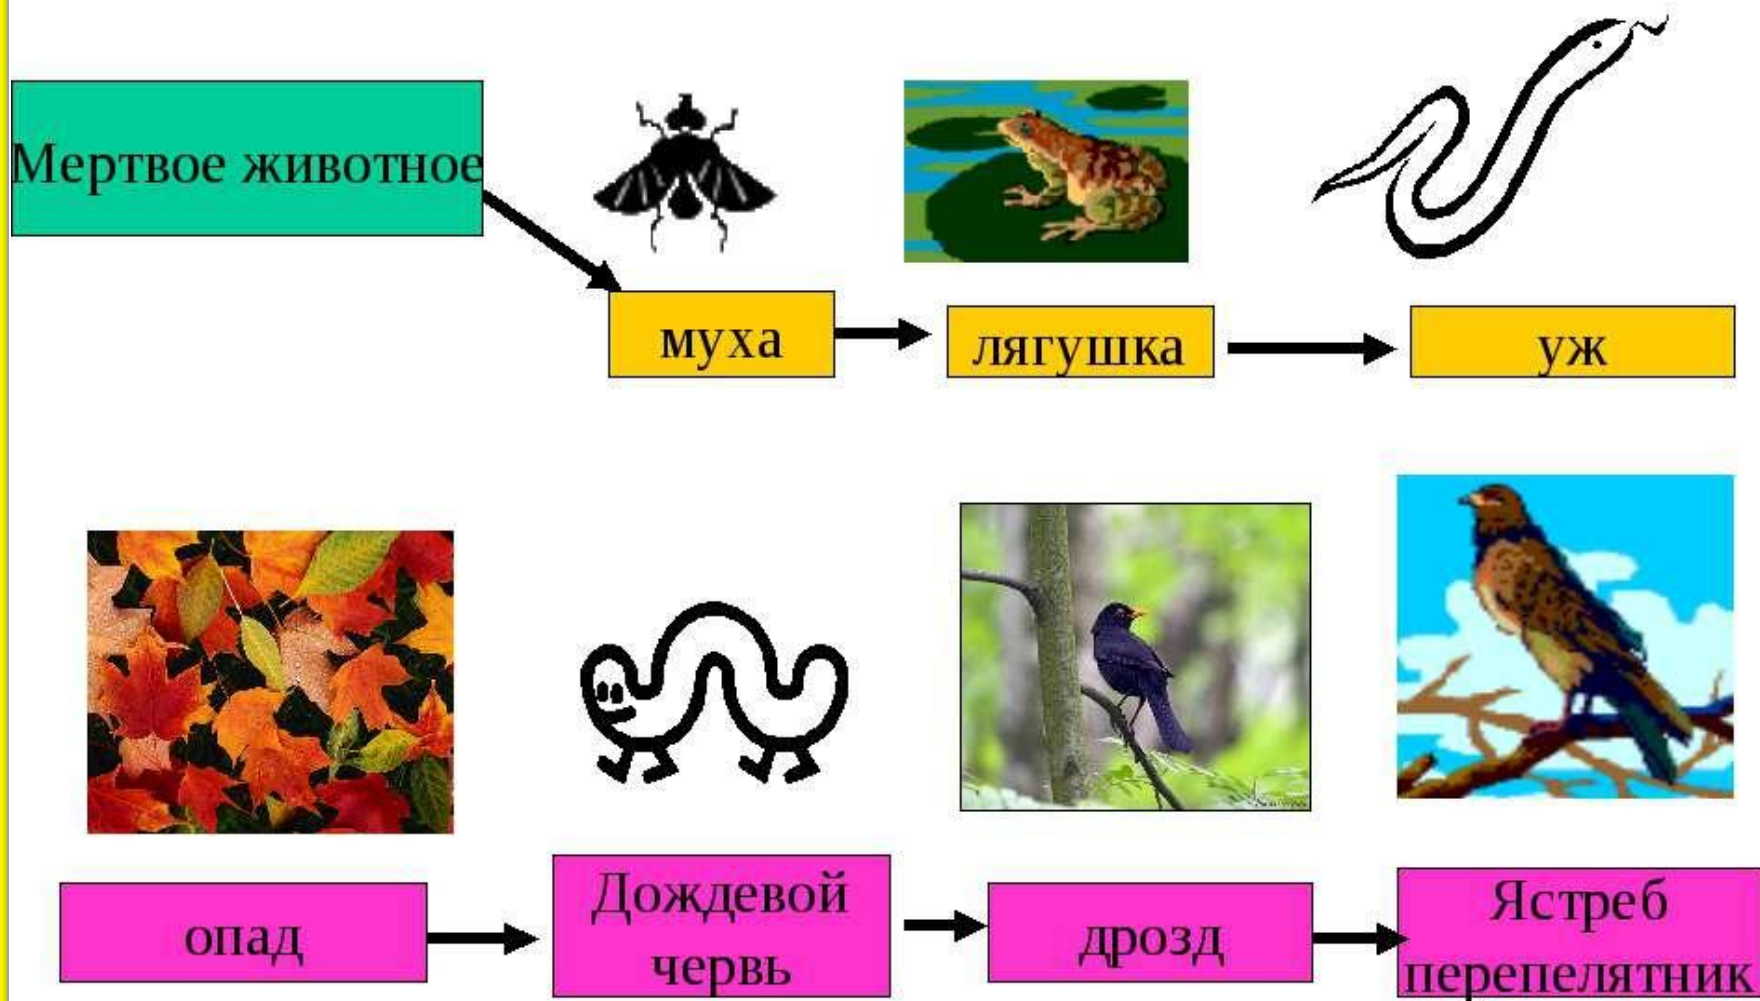 Мертвое животное
муха
лягушка
уж
опад
Дождевой
червь
дрозд
Ястреб
перепелятник